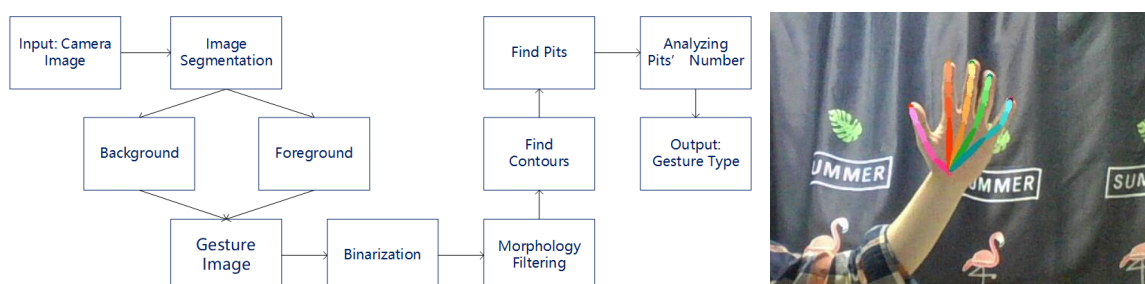 Input: Camera
Image
Image
Segmentation
Background
Foreground
Gesture
Image
Binarization
Morphology
Filtering
Find
Contours
Find Pits
Analyzing
Pits’ Number
Output:
Gesture Type
UMMER
UMMER
SUM